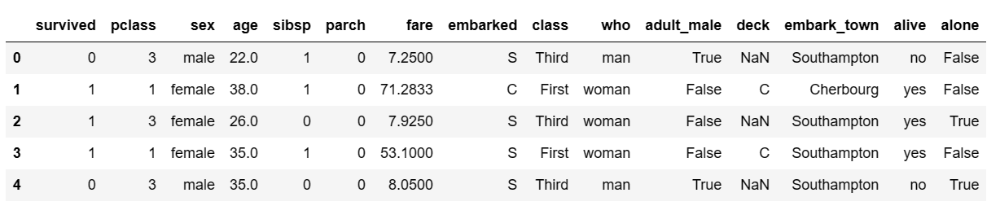 survived pclass sex age sibsp parch fare embarked class who adult_male deck embark_town alive alone
0 0 3 male 22.0 1 0 7.2500 S Third man True NaN Southampton no False
1 1 1 female 38.0 1 0 71.2833 C First woman False C Cherbourg yes False
2 1 3 female 26.0 0 0 7.9250 S Third woman False NaN Southampton yes True
3 1 1 female 35.0 1 0 53.1000 S First woman False C Southampton yes False
4 0 3 male 35.0 0 0 8.0500 S Third man True NaN Southampton no True